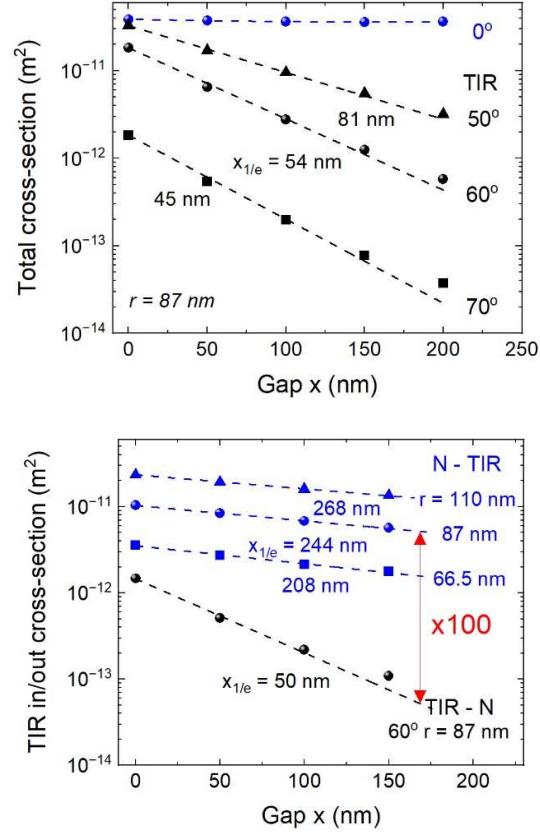 Total cross-section (m²)
10⁻¹¹
10⁻¹²
10⁻¹³
10⁻¹⁴
0°
TIR
50°
81 nm
x1/e = 54 nm
60°
45 nm
70°
r = 87 nm
0 50 100 150 200 250
Gap x (nm)
TIR in/out cross-section (m²)
10⁻¹¹
10⁻¹²
10⁻¹³
10⁻¹⁴
N - TIR
r = 110 nm
268 nm
87 nm
x1/e = 244 nm
66.5 nm
208 nm
x100
x1/e = 50 nm
TIR - N
60° r = 87 nm
0 50 100 150 200
Gap x (nm)